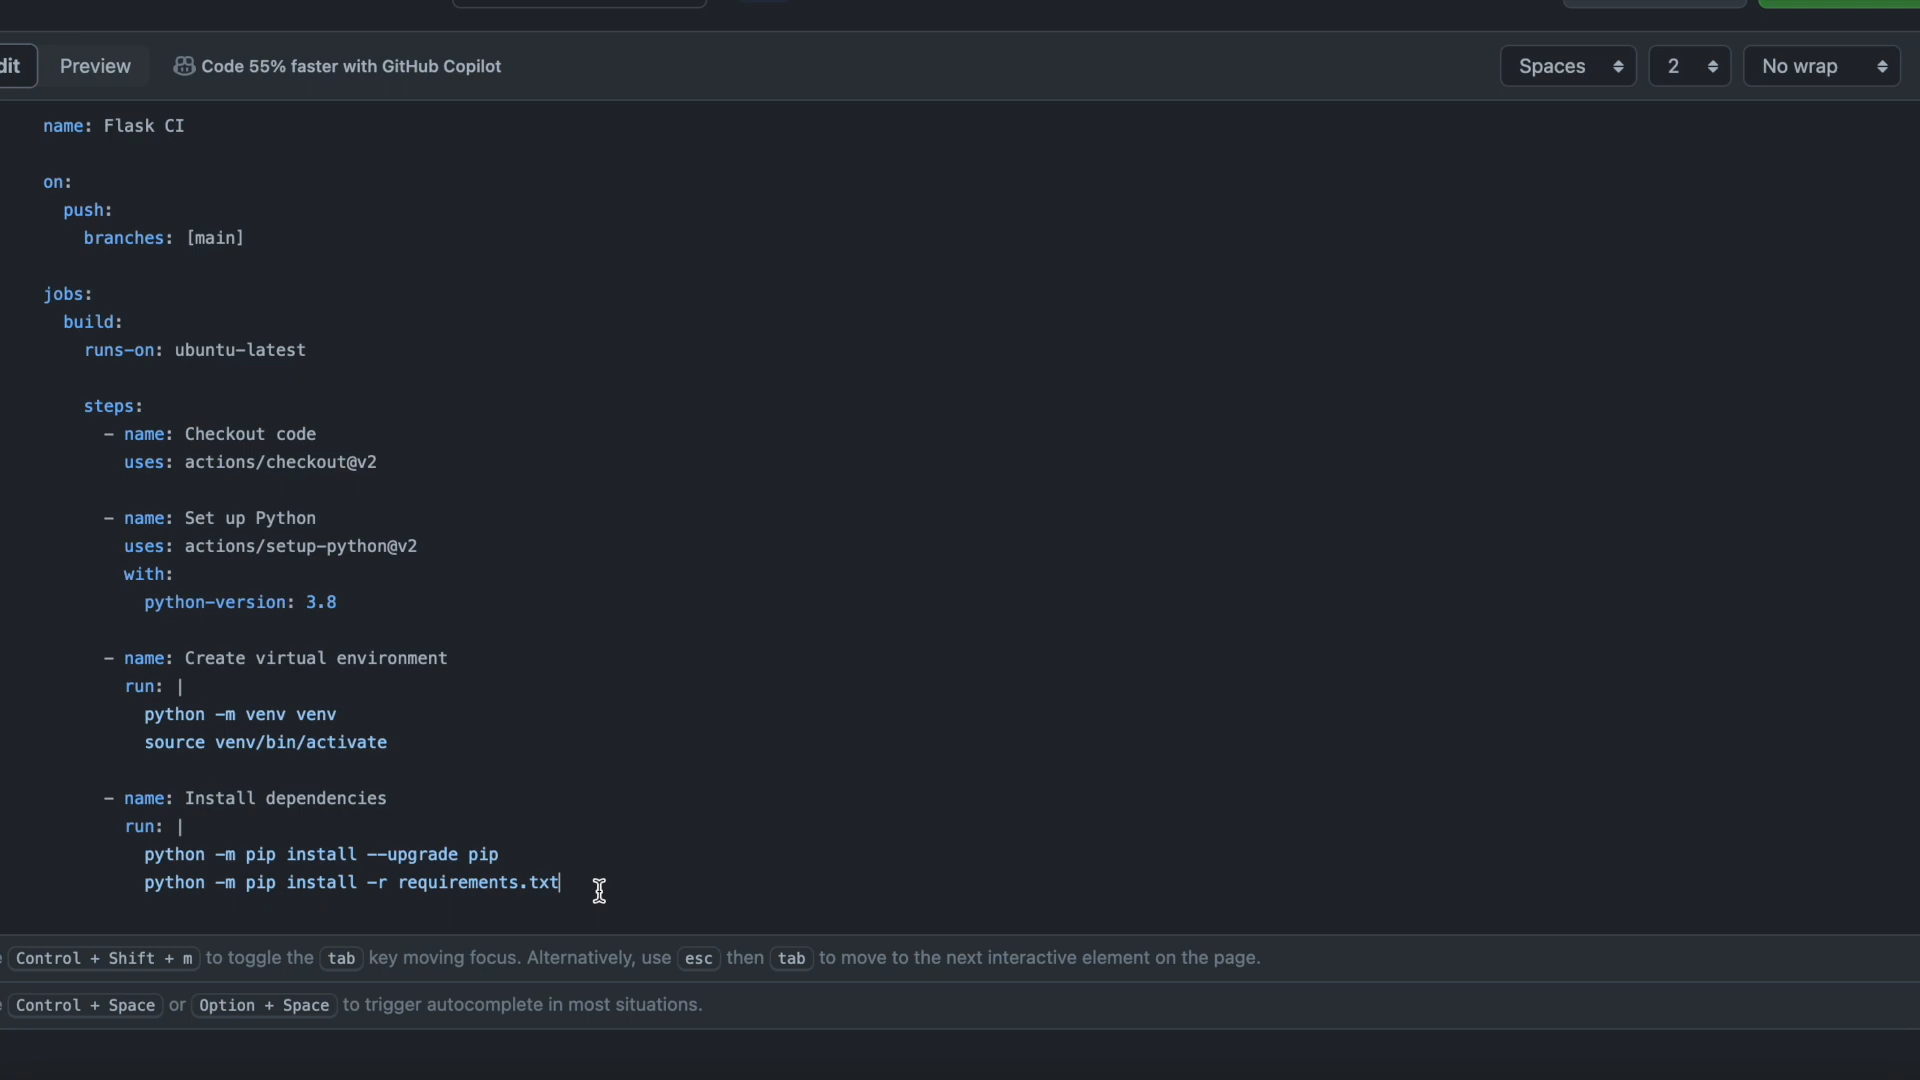 dit Preview Code 55% faster with GitHub Copilot Spaces 2 No wrap
name: Flask CI
on:
push:
branches: [main]
jobs:
build:
runs-on: ubuntu-latest
steps:
- name: Checkout code
uses: actions/checkout@v2
- name: Set up Python
uses: actions/setup-python@v2
with:
python-version: 3.8
- name: Create virtual environment
run: |
python -m venv venv
source venv/bin/activate
- name: Install dependencies
run: |
python -m pip install --upgrade pip
python -m pip install -r requirements.txt
Control + Shift + m to toggle the tab key moving focus. Alternatively, use esc then tab to move to the next interactive element on the page.
Control + Space or Option + Space to trigger autocomplete in most situations.